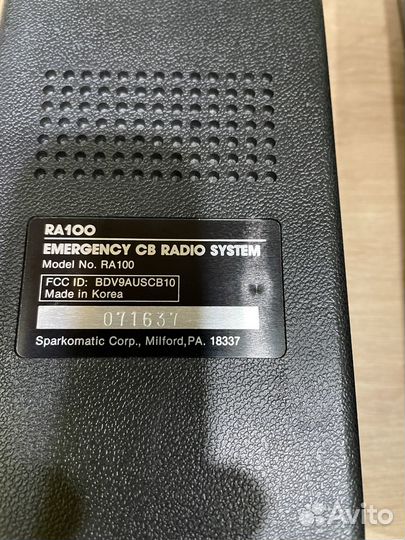 RA100
EMERGENCY CB RADIO SYSTEM
Model No. RA100
FCC ID: BDV9AUSCB10
Made in Korea
071637
Sparkomatic Corp., Milford,PA. 18337
Avito